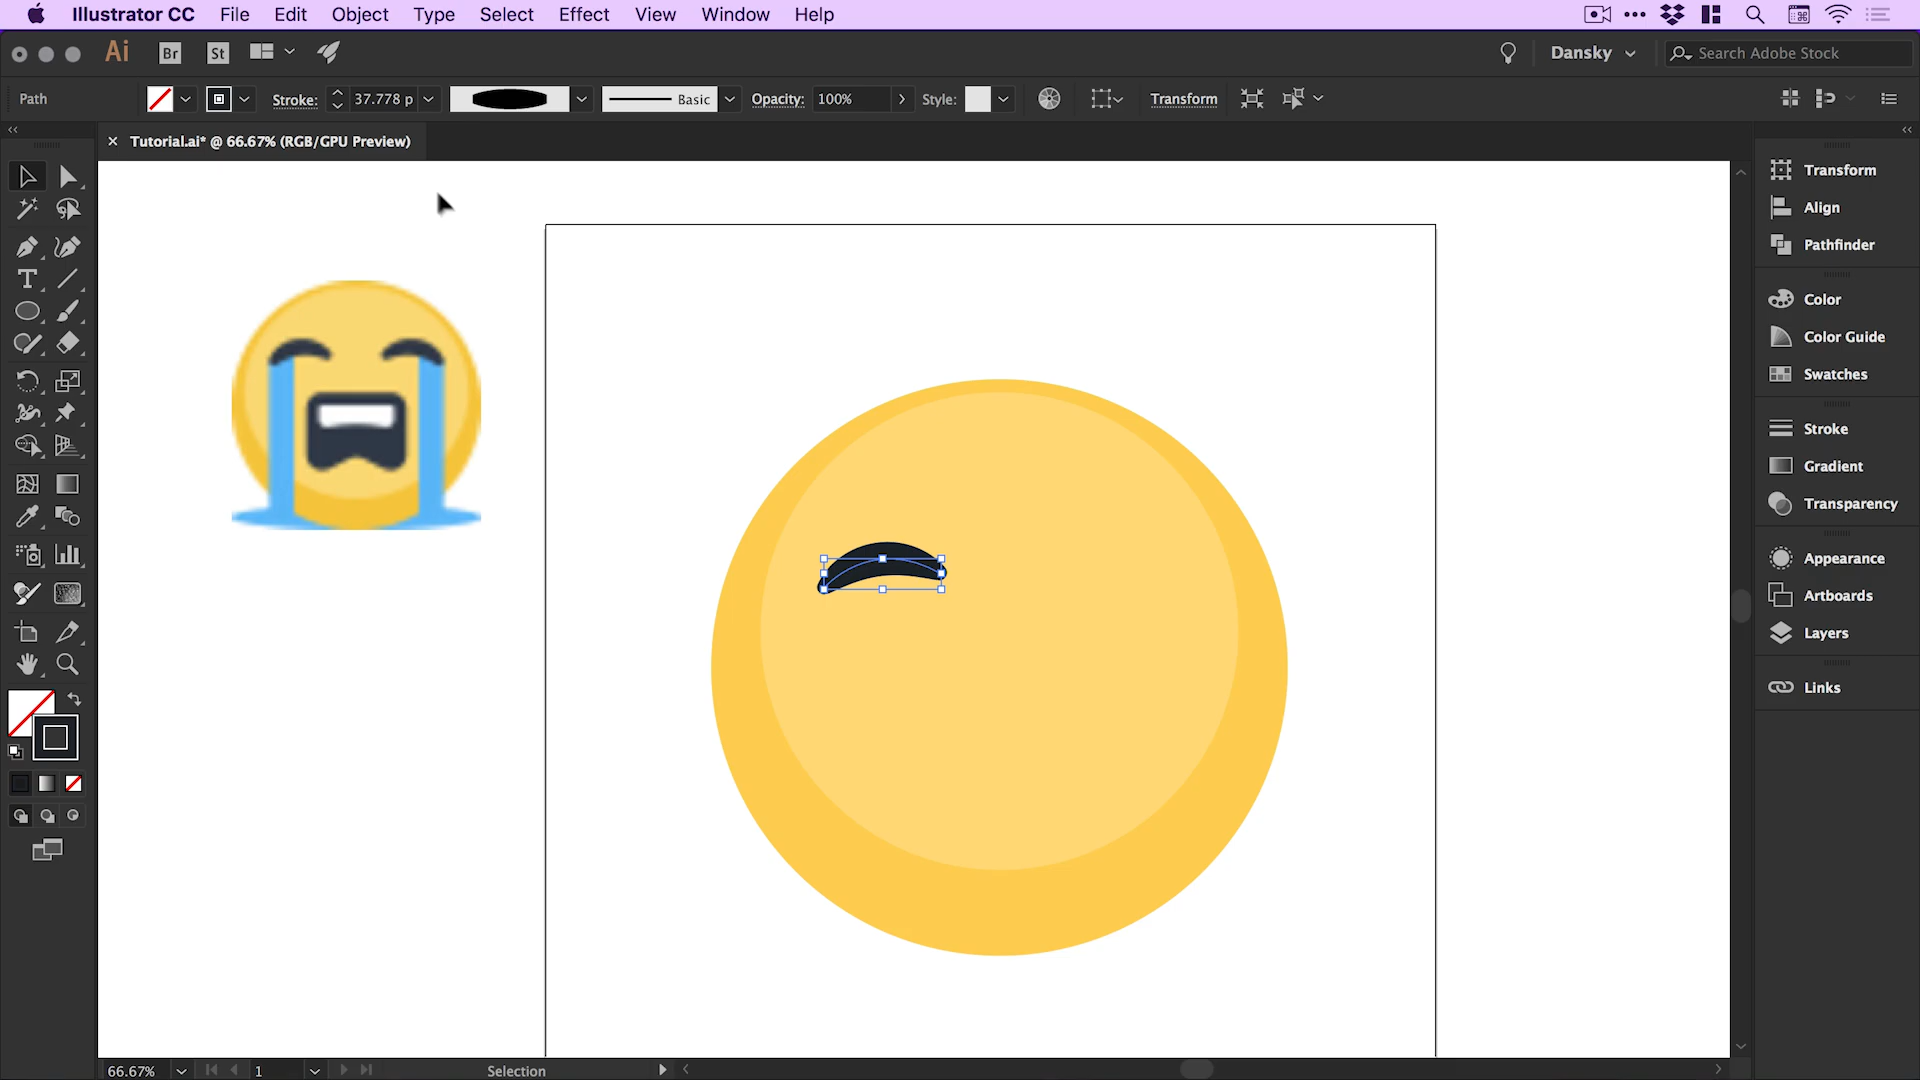 Illustrator CC File Edit Object Type Select Effect View Window Help
Ai Br St Dansky Search Adobe Stock
Path Stroke: 37.778 p Basic Opacity: 100% Style: Transform
Tutorial.ai* @ 66.67% (RGB/GPU Preview)
Transform
Align
Pathfinder
Color
Color Guide
Swatches
Stroke
Gradient
Transparency
Appearance
Artboards
Layers
Links
66.67% 1 Selection